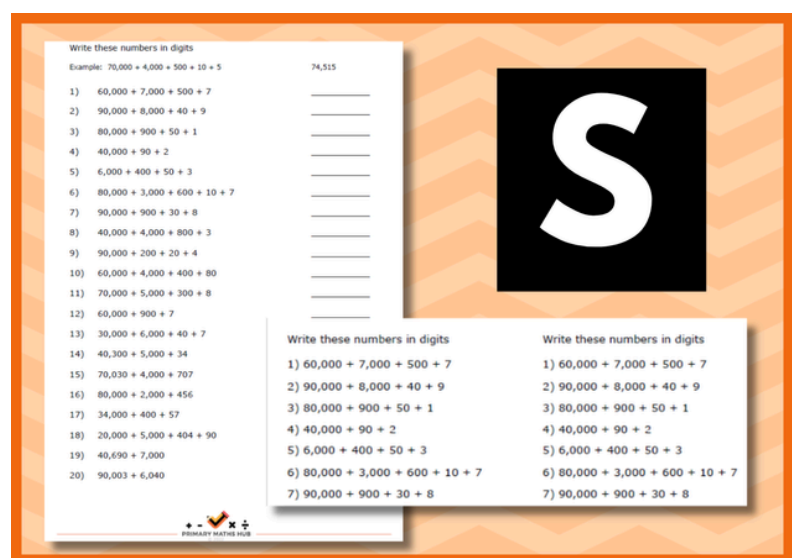 Write these numbers in digits
Example: 70,000 + 4,000 + 500 + 10 + 5 74,515
1) 60,000 + 7,000 + 500 + 7
2) 90,000 + 8,000 + 40 + 9
3) 80,000 + 900 + 50 + 1
4) 40,000 + 90 + 2
5) 6,000 + 400 + 50 + 3
6) 80,000 + 3,000 + 600 + 10 + 7
7) 90,000 + 900 + 30 + 8
8) 40,000 + 4,000 + 800 + 3
9) 90,000 + 200 + 20 + 4
10) 60,000 + 4,000 + 400 + 80
11) 70,000 + 5,000 + 300 + 8
12) 60,000 + 900 + 7
13) 30,000 + 6,000 + 40 + 7
14) 40,300 + 5,000 + 34
15) 70,030 + 4,000 + 707
16) 80,000 + 2,000 + 456
17) 34,000 + 400 + 57
18) 20,000 + 5,000 + 404 + 90
19) 40,690 + 7,000
20) 90,003 + 6,040
+ - x ÷
PRIMARY MATHS HUB
S
Write these numbers in digits
1) 60,000 + 7,000 + 500 + 7
2) 90,000 + 8,000 + 40 + 9
3) 80,000 + 900 + 50 + 1
4) 40,000 + 90 + 2
5) 6,000 + 400 + 50 + 3
6) 80,000 + 3,000 + 600 + 10 + 7
7) 90,000 + 900 + 30 + 8
Write these numbers in digits
1) 60,000 + 7,000 + 500 + 7
2) 90,000 + 8,000 + 40 + 9
3) 80,000 + 900 + 50 + 1
4) 40,000 + 90 + 2
5) 6,000 + 400 + 50 + 3
6) 80,000 + 3,000 + 600 + 10 + 7
7) 90,000 + 900 + 30 + 8